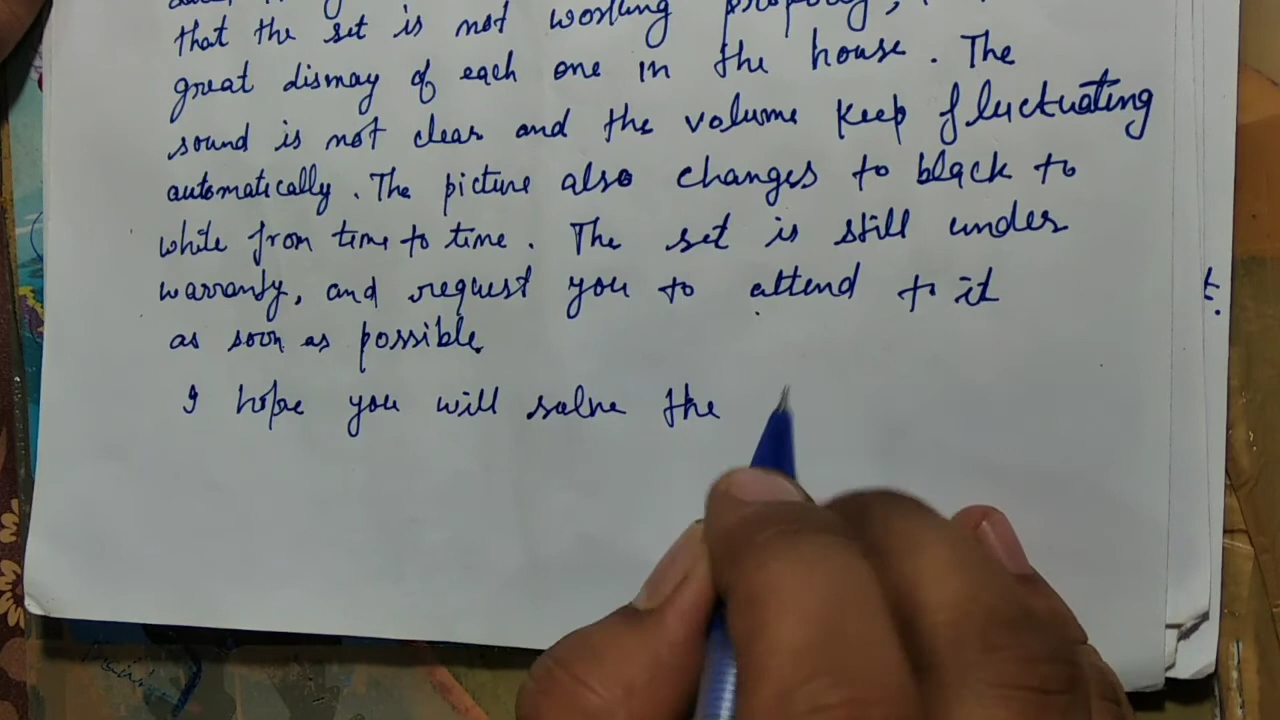 that the set is not working properly,
great dismay of each one in the house. The
sound is not clear and the volume keep fluctuating
automatically. The picture also changes to black to
white from time to time. The set is still under
warranty, and request you to attend to it
as soon as possible.
I hope you will solve the